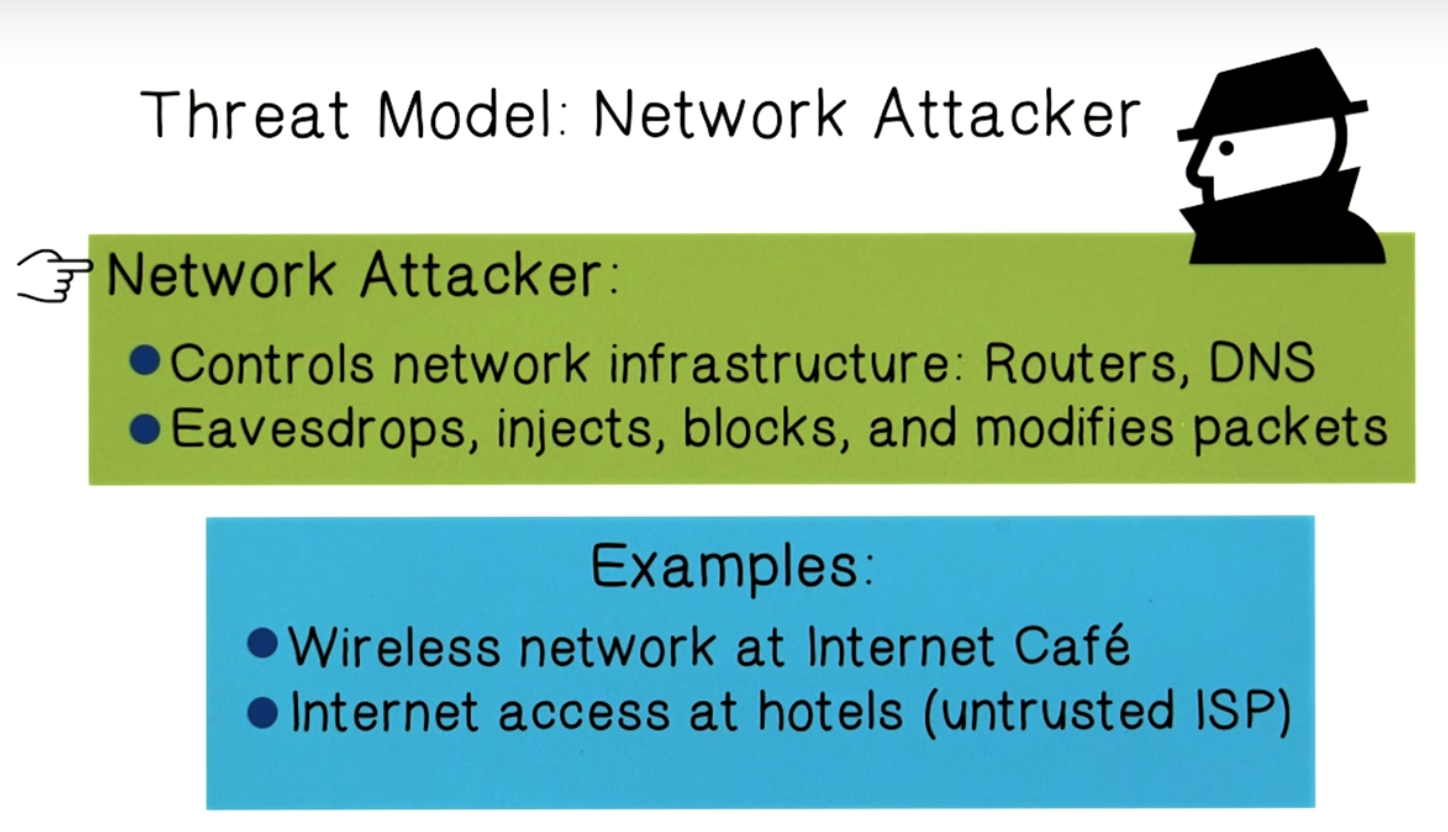 Threat Model: Network Attacker
Network Attacker:
Controls network infrastructure: Routers, DNS
Eavesdrops, injects, blocks, and modifies packets
Examples:
Wireless network at Internet Café
Internet access at hotels (untrusted ISP)